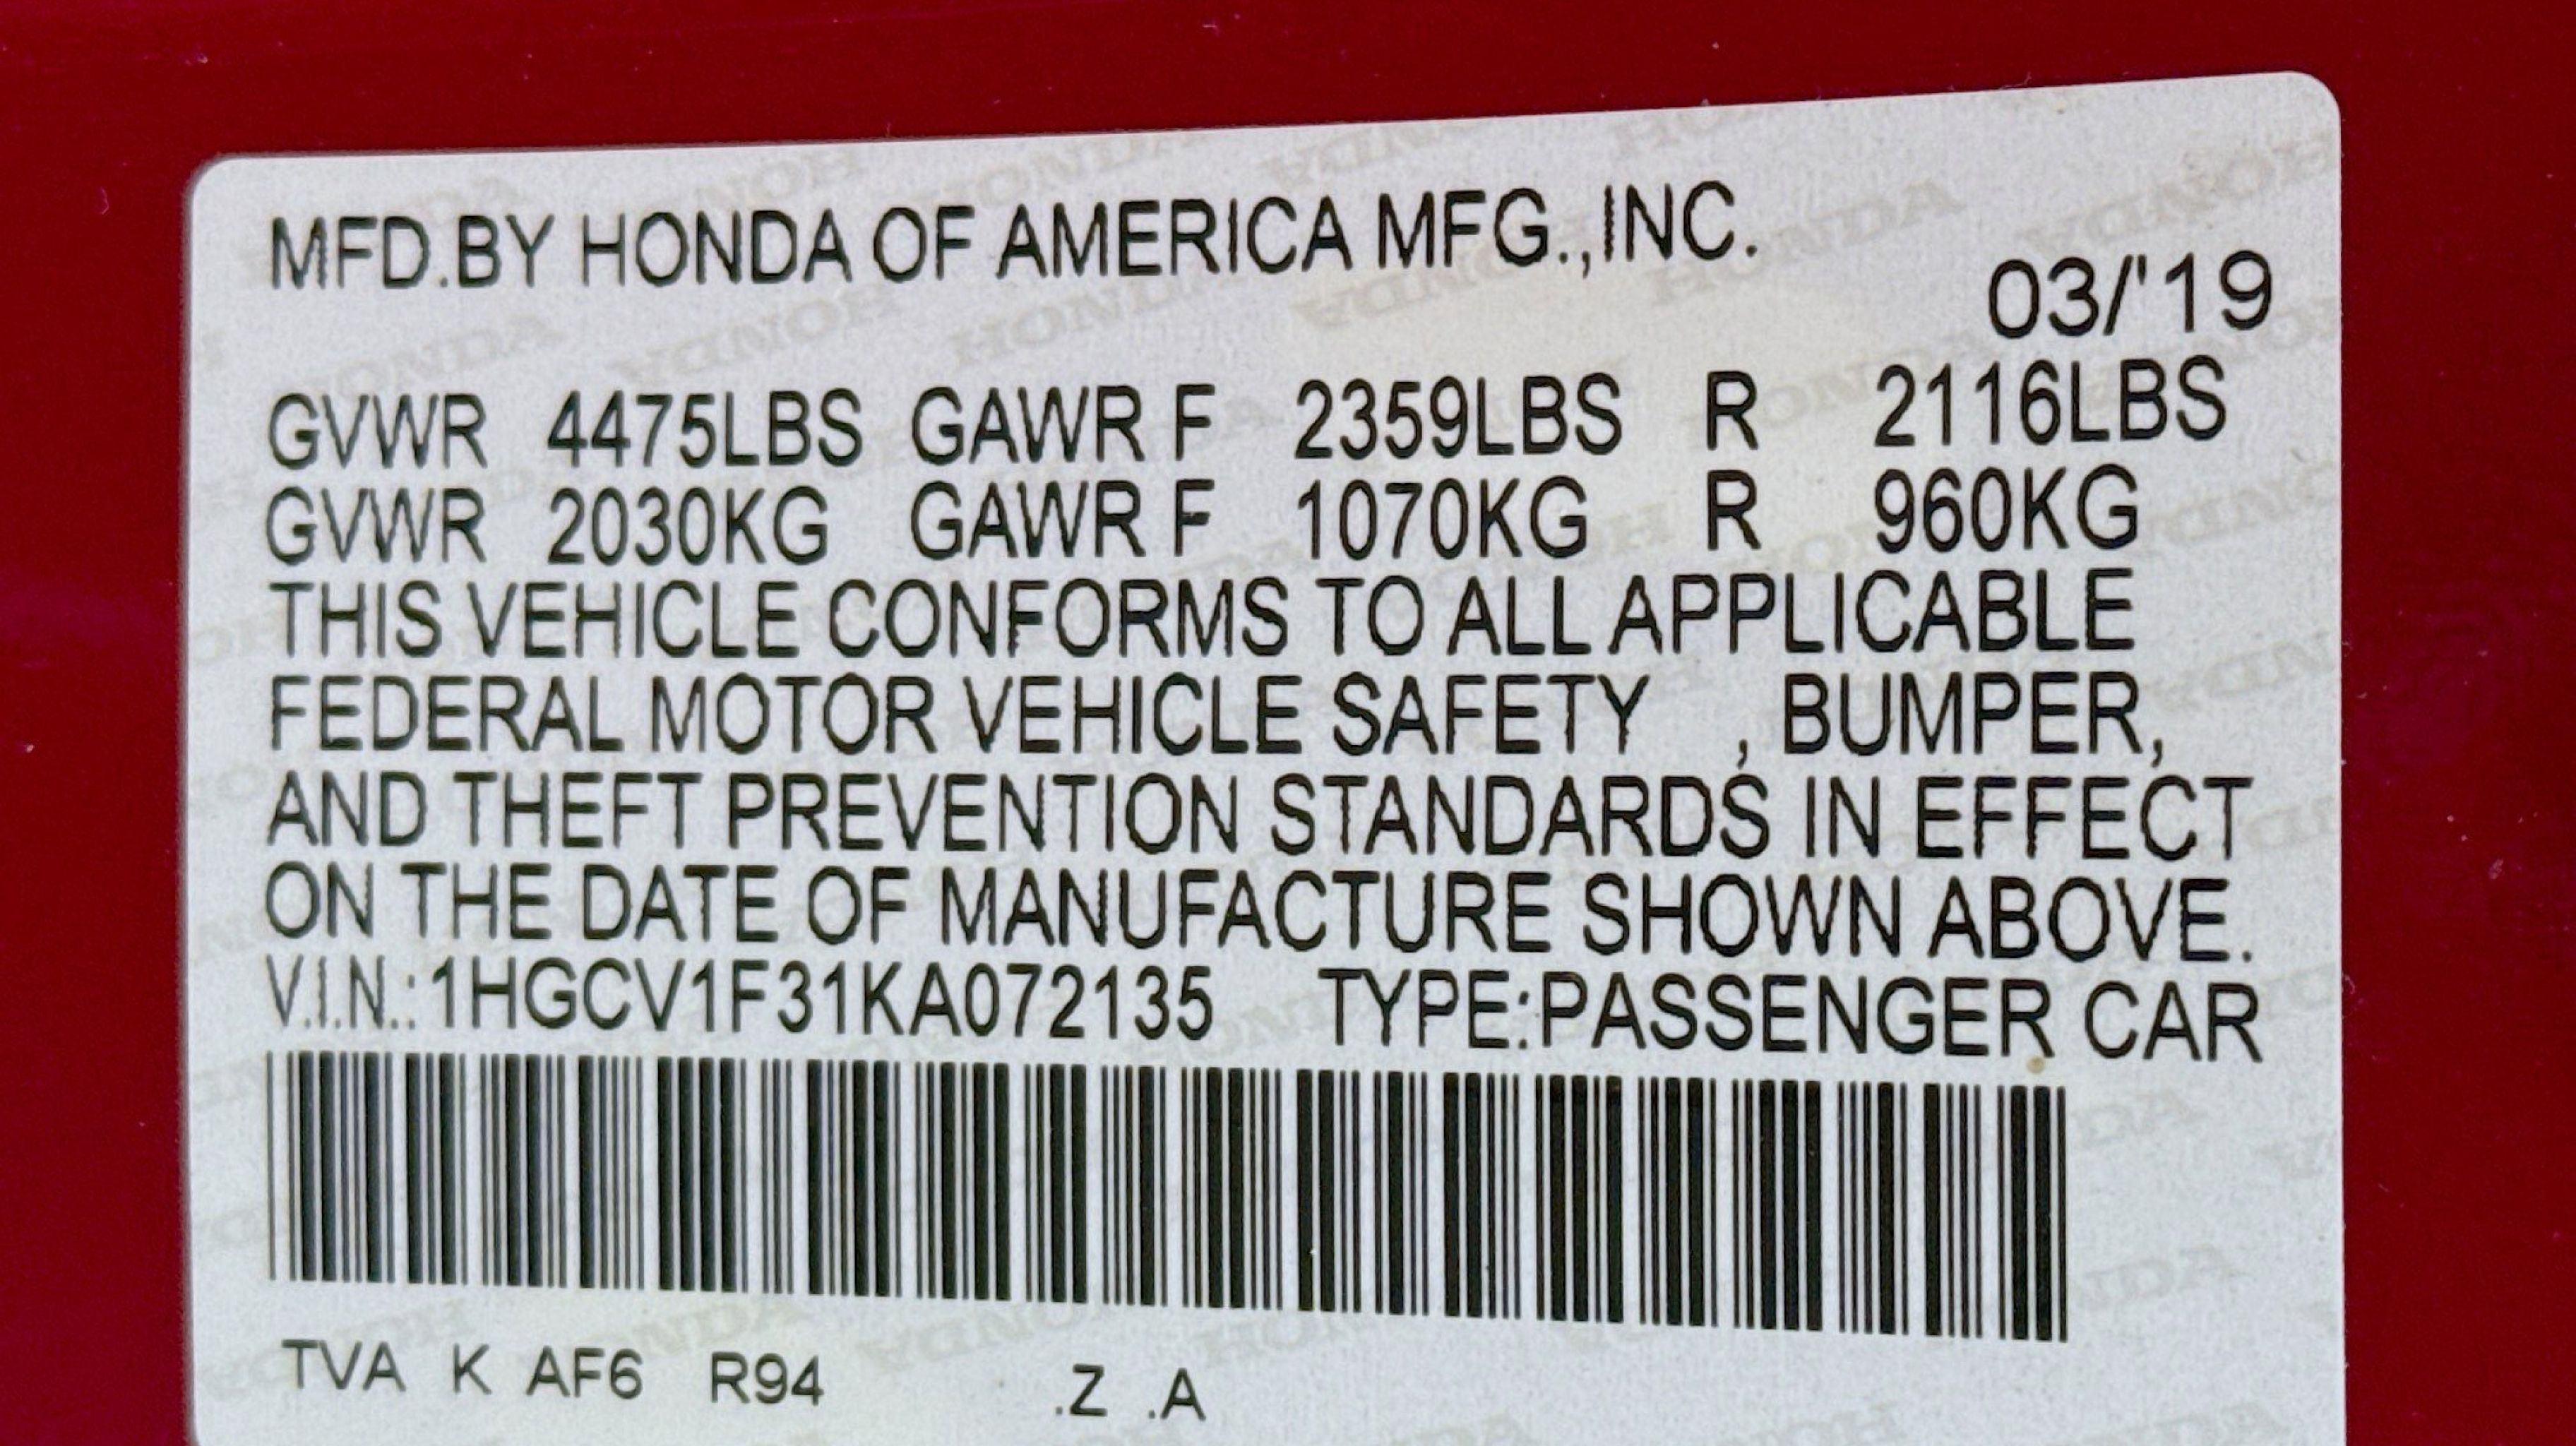 MFD.BY HONDA OF AMERICA MFG.,INC.
03/'19
GVWR 4475LBS GAWR F 2359LBS R 2116LBS
GVWR 2030KG GAWR F 1070KG R 960KG
THIS VEHICLE CONFORMS TO ALL APPLICABLE
FEDERAL MOTOR VEHICLE SAFETY , BUMPER,
AND THEFT PREVENTION STANDARDS IN EFFECT
ON THE DATE OF MANUFACTURE SHOWN ABOVE.
V.I.N.:1HGCV1F31KA072135 TYPE:PASSENGER CAR
TVA K AF6 R94 .Z .A